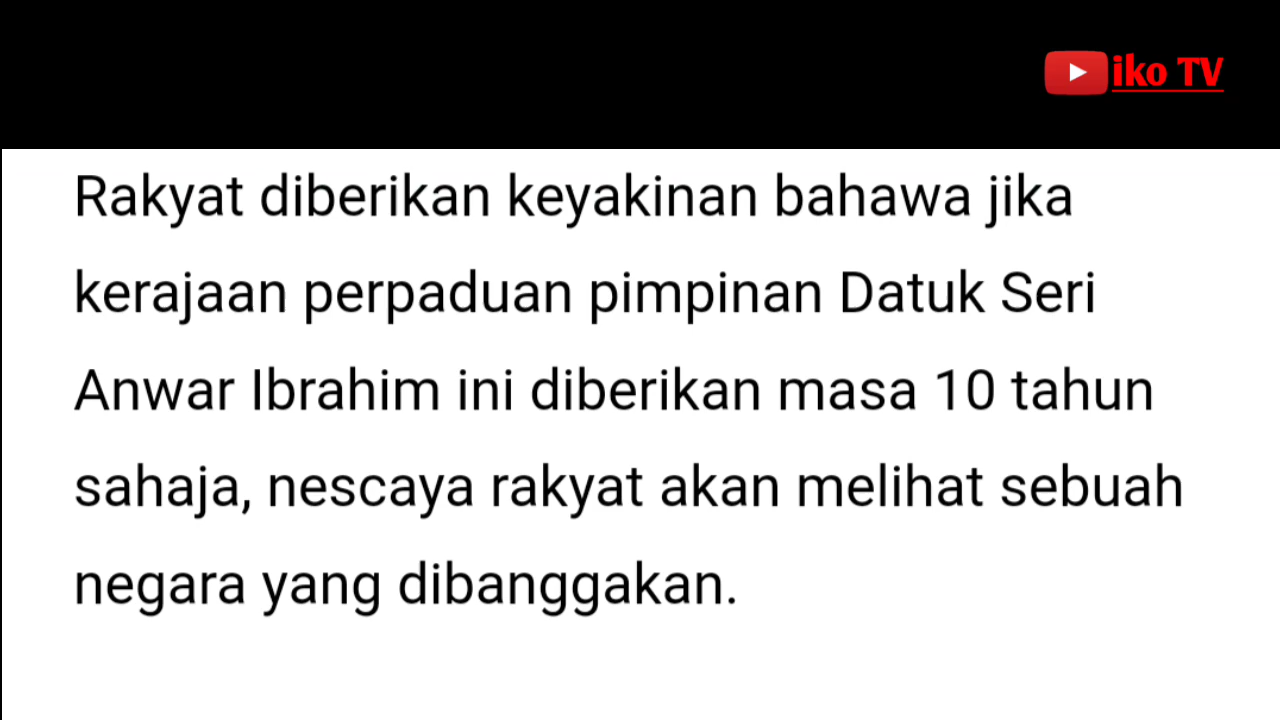 iko TV
Rakyat diberikan keyakinan bahawa jika
kerajaan perpaduan pimpinan Datuk Seri
Anwar Ibrahim ini diberikan masa 10 tahun
sahaja, nescaya rakyat akan melihat sebuah
negara yang dibanggakan.